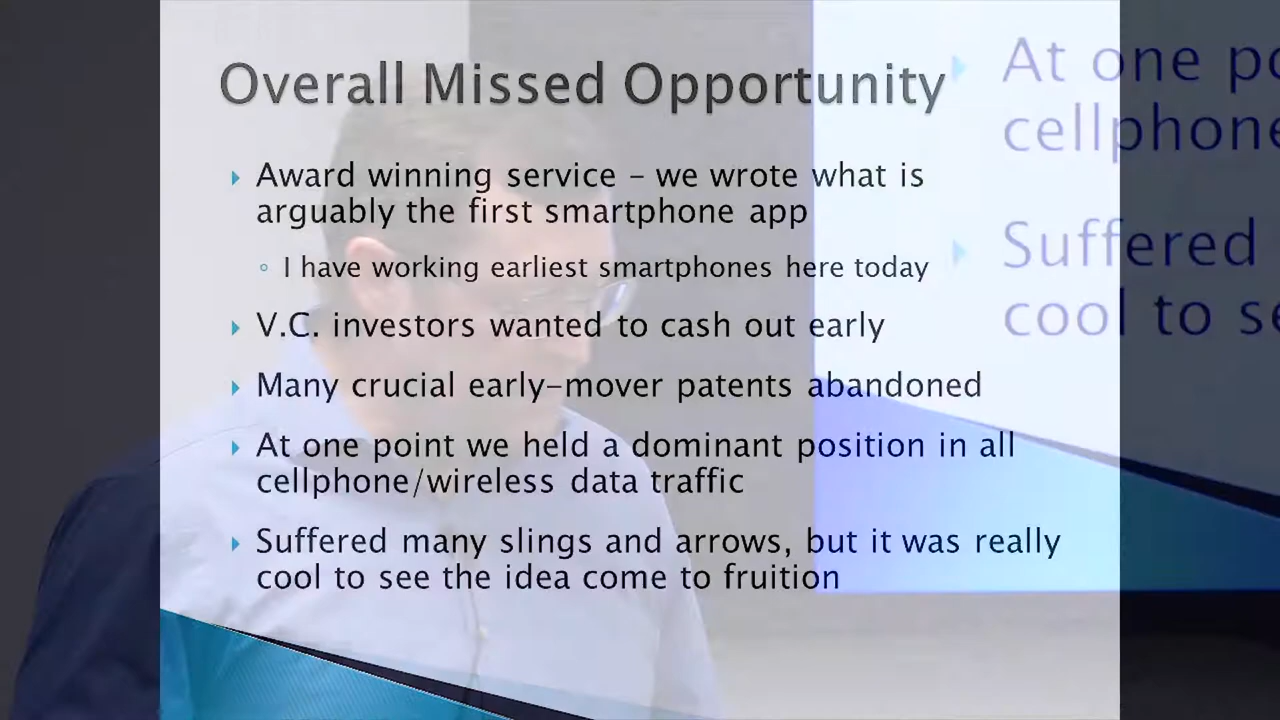 Overall Missed Opportunity
Award winning service – we wrote what is
arguably the first smartphone app
I have working earliest smartphones here today
V.C. investors wanted to cash out early
Many crucial early-mover patents abandoned
At one point we held a dominant position in all
cellphone/wireless data traffic
Suffered many slings and arrows, but it was really
cool to see the idea come to fruition
At one po
cellphone
Suffered
cool to se